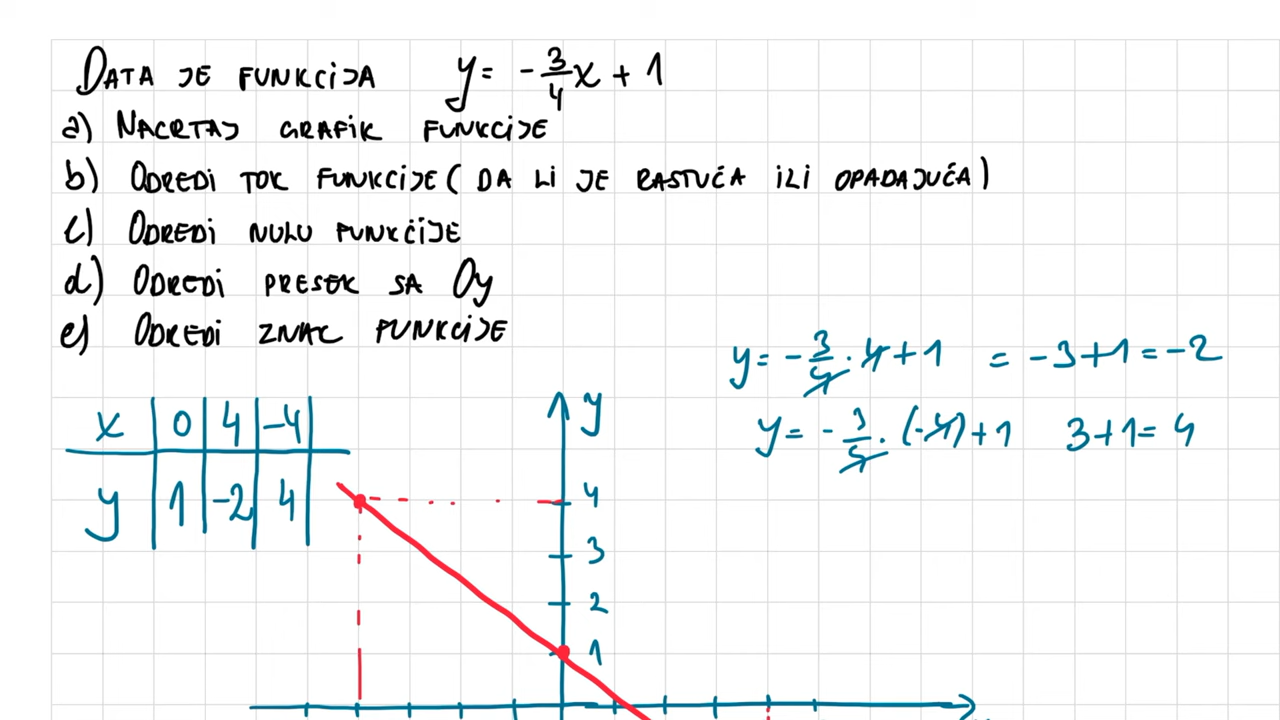 DATA JE FUNKCIJA y = -3/4 x + 1
a) NACRTAJ GRAFIK FUNKCIJE
b) ODREDI TOK FUNKCIJE ( DA LI JE RASTUĆA ILI OPADAJUĆA )
c) ODREDI NULU FUNKCIJE
d) ODREDI PRESEK SA Oy
e) ODREDI ZNAK FUNKCIJE
y = -3/4 · 4 + 1 = -3+1 = -2
y = -3/4 · (-4) + 1 3+1 = 4
x 0 4 -4
y 1 -2 4
y
4
3
2
1